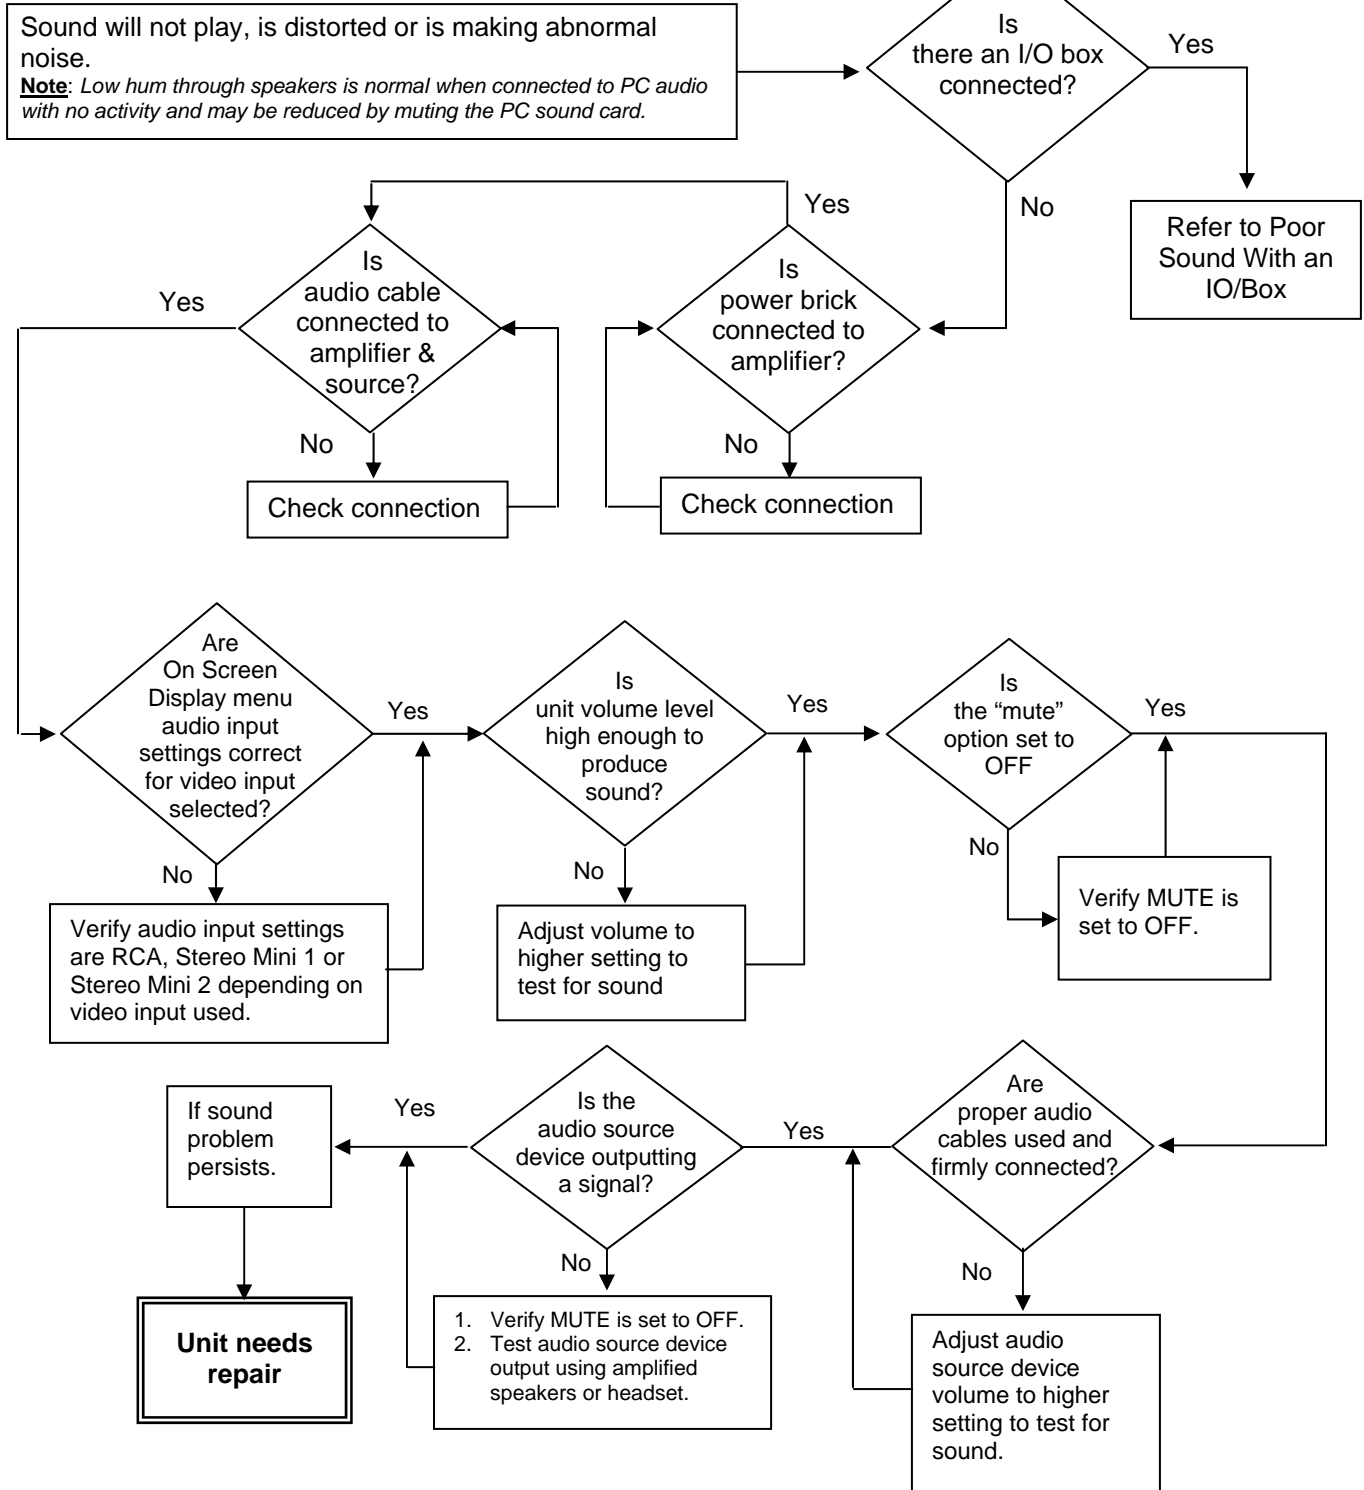 Sound will not play, is distorted or is making abnormal
noise.
Note: Low hum through speakers is normal when connected to PC audio
with no activity and may be reduced by muting the PC sound card.
Is
there an I/O box
connected?
Yes
No
Refer to Poor
Sound With an
IO/Box
Yes
Is
power brick
connected to
amplifier?
No
Check connection
Is
audio cable
connected to
amplifier &
source?
Yes
No
Check connection
Are
On Screen
Display menu
audio input
settings correct
for video input
selected?
Yes
No
Verify audio input settings
are RCA, Stereo Mini 1 or
Stereo Mini 2 depending on
video input used.
Is
unit volume level
high enough to
produce
sound?
Yes
No
Adjust volume to
higher setting to
test for sound
Is
the “mute”
option set to
OFF
Yes
No
Verify MUTE is
set to OFF.
Are
proper audio
cables used and
firmly connected?
Yes
No
Adjust audio
source device
volume to higher
setting to test for
sound.
Is the
audio source
device outputting
a signal?
Yes
No
1. Verify MUTE is set to OFF.
2. Test audio source device
output using amplified
speakers or headset.
If sound
problem
persists.
Unit needs
repair